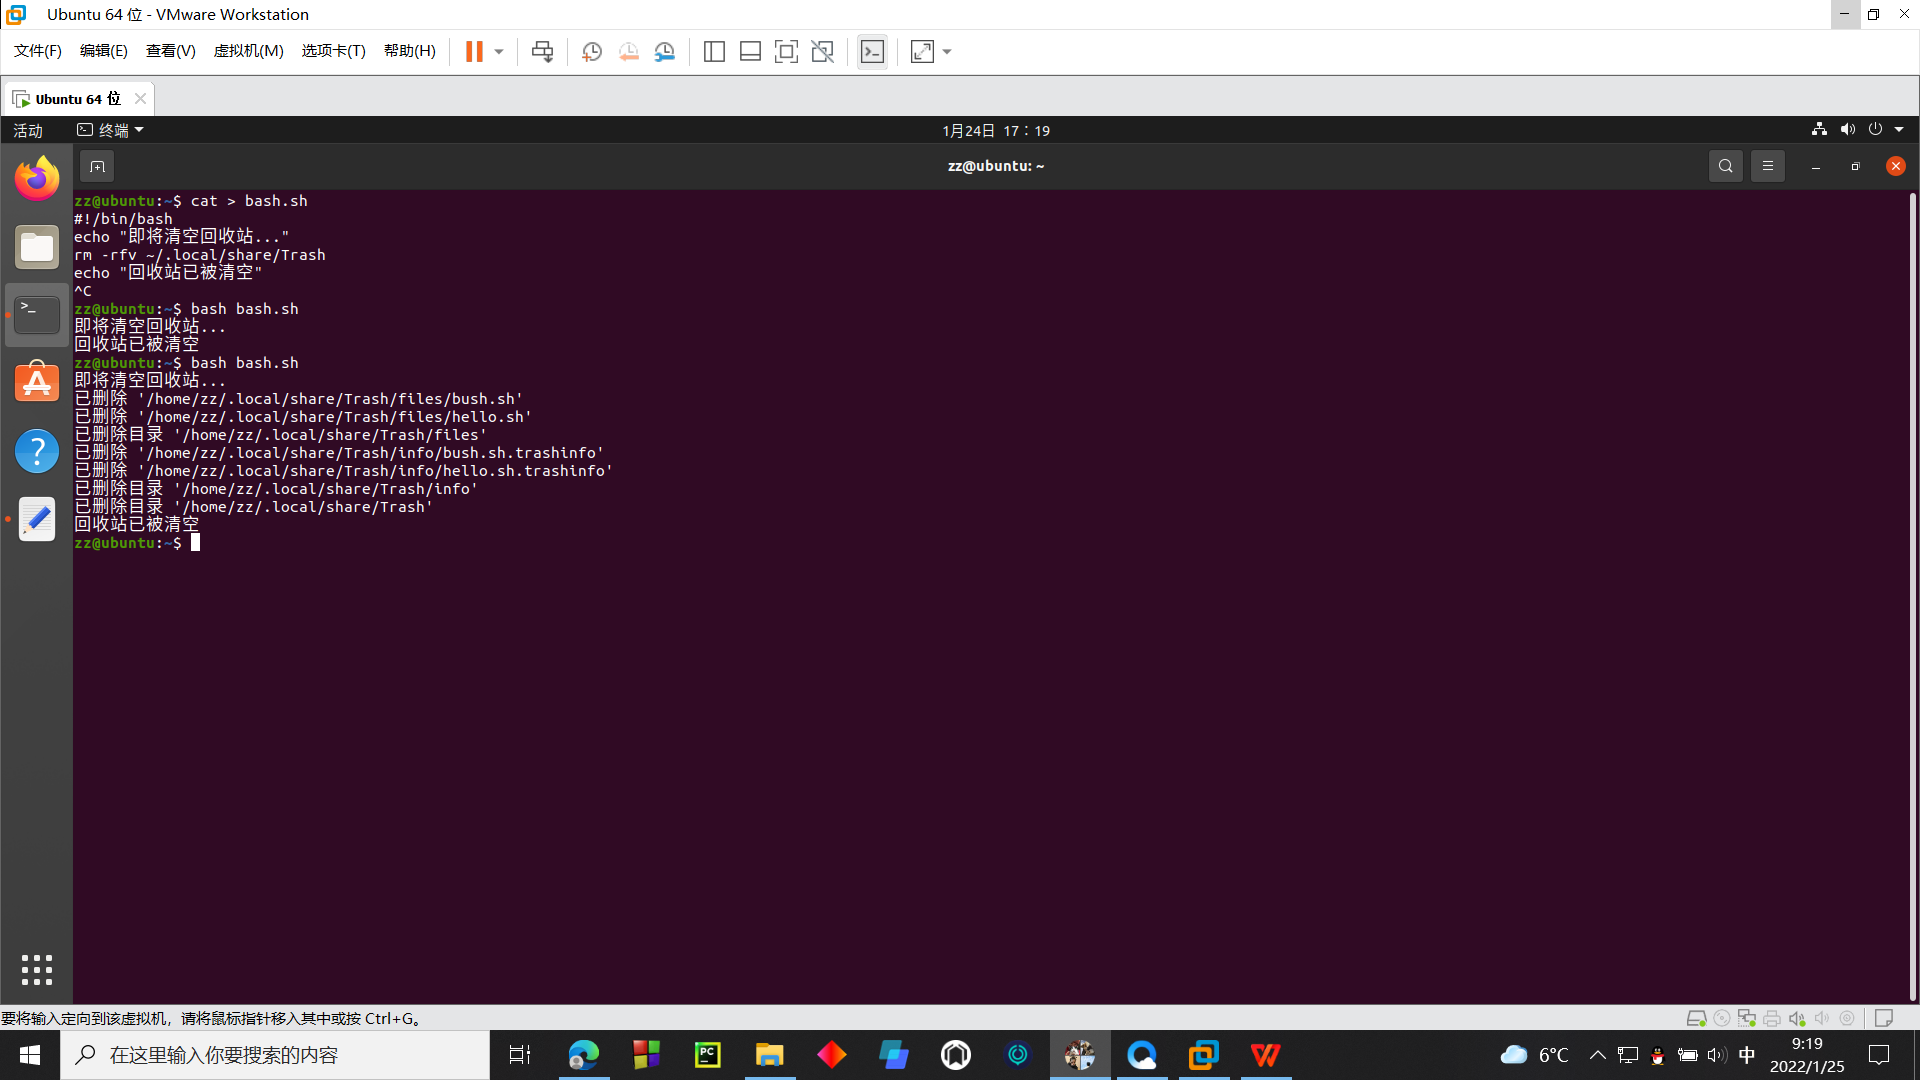 Ubuntu 64 位 - VMware Workstation
文件(F) 编辑(E) 查看(V) 虚拟机(M) 选项卡(T) 帮助(H)
Ubuntu 64 位
活动 终端 1月24日 17：19
zz@ubuntu: ~
zz@ubuntu:~$ cat > bash.sh
#!/bin/bash
echo "即将清空回收站..."
rm -rfv ~/.local/share/Trash
echo "回收站已被清空"
^C
zz@ubuntu:~$ bash bash.sh
即将清空回收站...
回收站已被清空
zz@ubuntu:~$ bash bash.sh
即将清空回收站...
已删除 '/home/zz/.local/share/Trash/files/bush.sh'
已删除 '/home/zz/.local/share/Trash/files/hello.sh'
已删除目录 '/home/zz/.local/share/Trash/files'
已删除 '/home/zz/.local/share/Trash/info/bush.sh.trashinfo'
已删除 '/home/zz/.local/share/Trash/info/hello.sh.trashinfo'
已删除目录 '/home/zz/.local/share/Trash/info'
已删除目录 '/home/zz/.local/share/Trash'
回收站已被清空
zz@ubuntu:~$
要将输入定向到该虚拟机，请将鼠标指针移入其中或按 Ctrl+G。
在这里输入你要搜索的内容
PC
6°C
中
9:19
2022/1/25